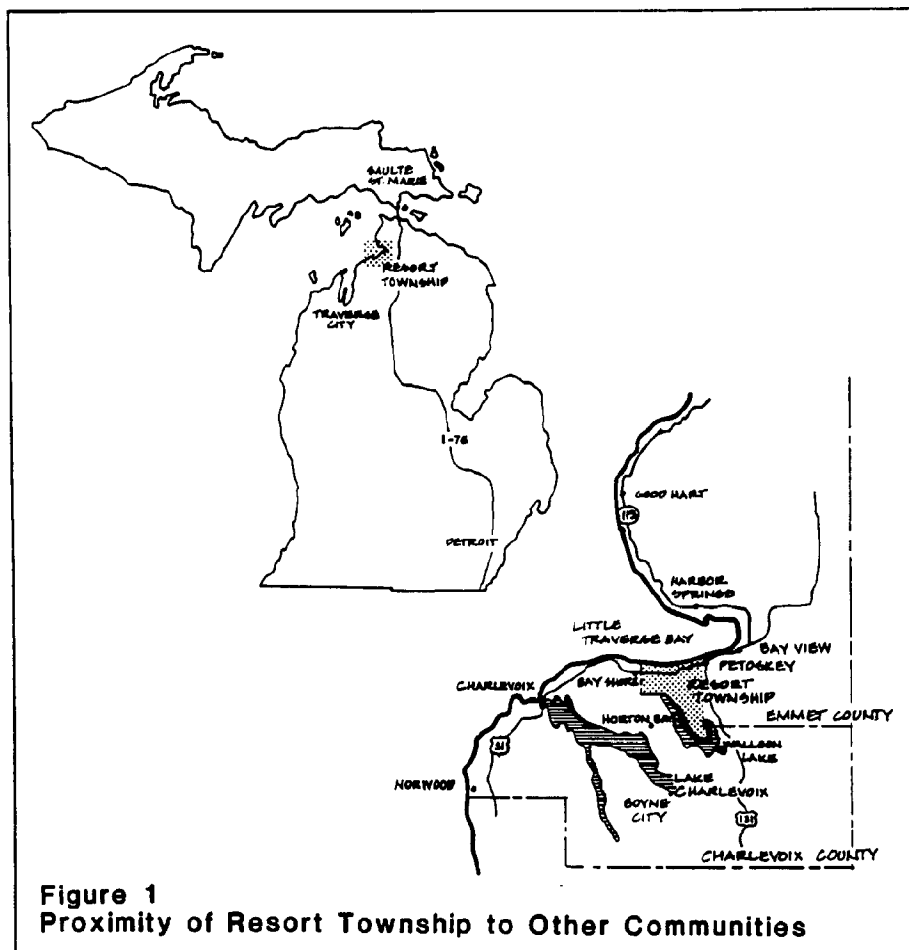 SAULTE
ST. MARIE
RESORT
TOWNSHIP
TRAVERSE
CITY
I-75
DETROIT
GOOD HART
119
HARBOR
SPRINGS
LITTLE
TRAVERSE BAY
BAY VIEW
PETOSKEY
CHARLEVOIX
BAY SHORE
RESORT
TOWNSHIP
HORTON BAY
EMMET COUNTY
WALLOON
LAKE
31
NORWOOD
LAKE
CHARLEVOIX
BOYNE
CITY
131
CHARLEVOIX COUNTY
Figure 1
Proximity of Resort Township to Other Communities